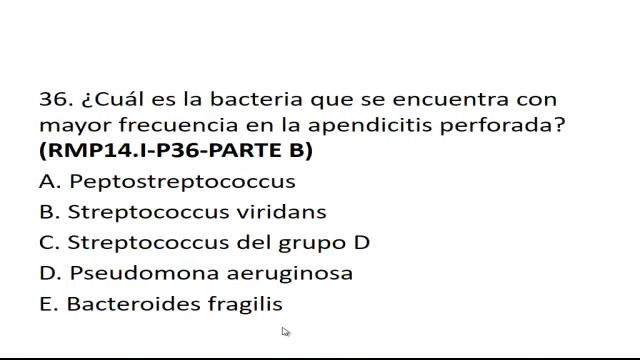 36. ¿Cuál es la bacteria que se encuentra con
mayor frecuencia en la apendicitis perforada?
(RMP14.I-P36-PARTE B)
A. Peptostreptococcus
B. Streptococcus viridans
C. Streptococcus del grupo D
D. Pseudomona aeruginosa
E. Bacteroides fragilis